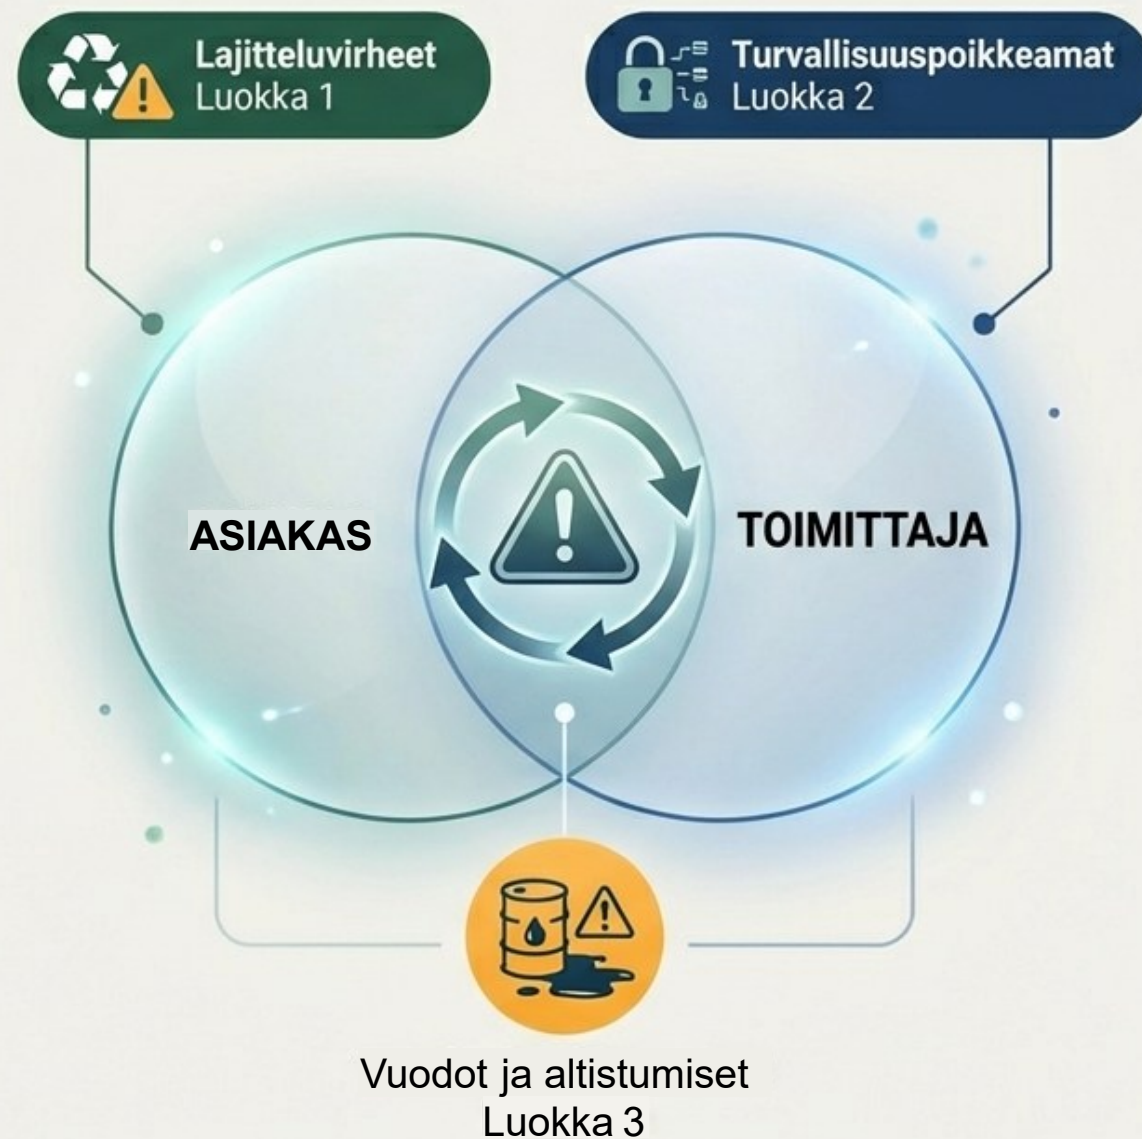 Lajitteluvirheet
Luokka 1
Turvallisuuspoikkeamat
Luokka 2
ASIAKAS
TOIMITTAJA
Vuodot ja altistumiset
Luokka 3